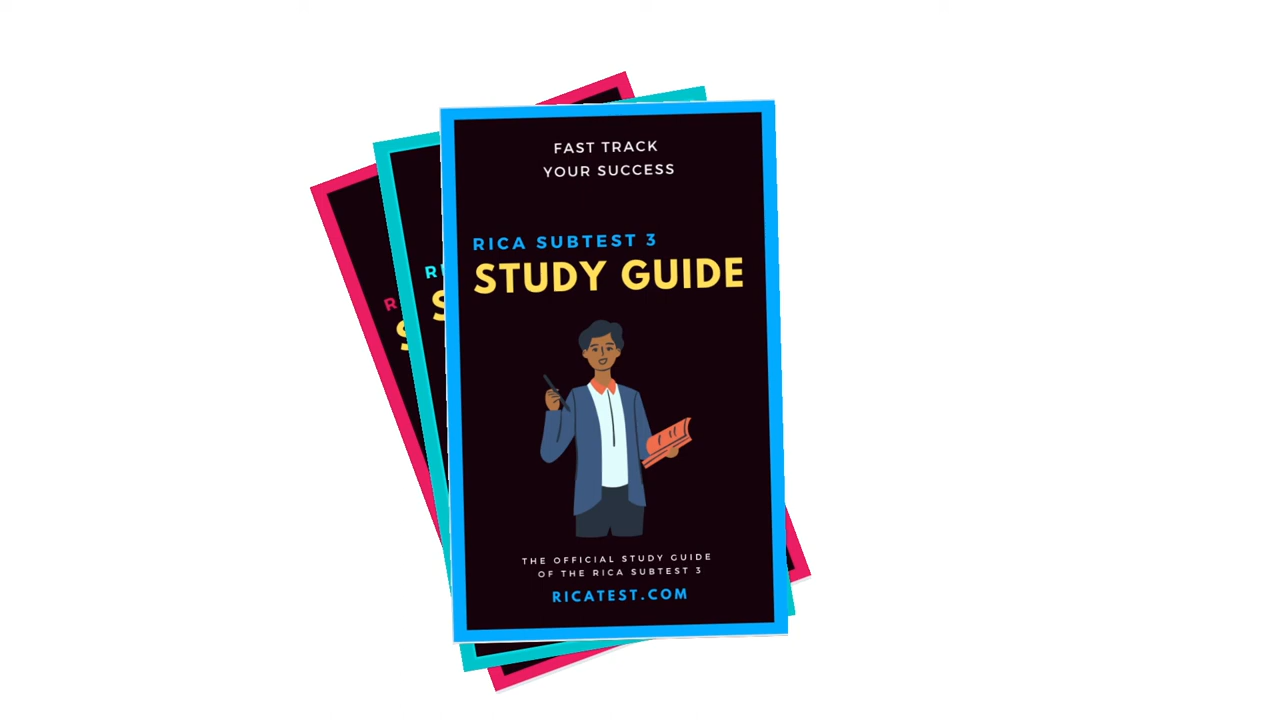 FAST TRACK
YOUR SUCCESS
RICA SUBTEST 3
STUDY GUIDE
THE OFFICIAL STUDY GUIDE
OF THE RICA SUBTEST 3
RICATEST.COM